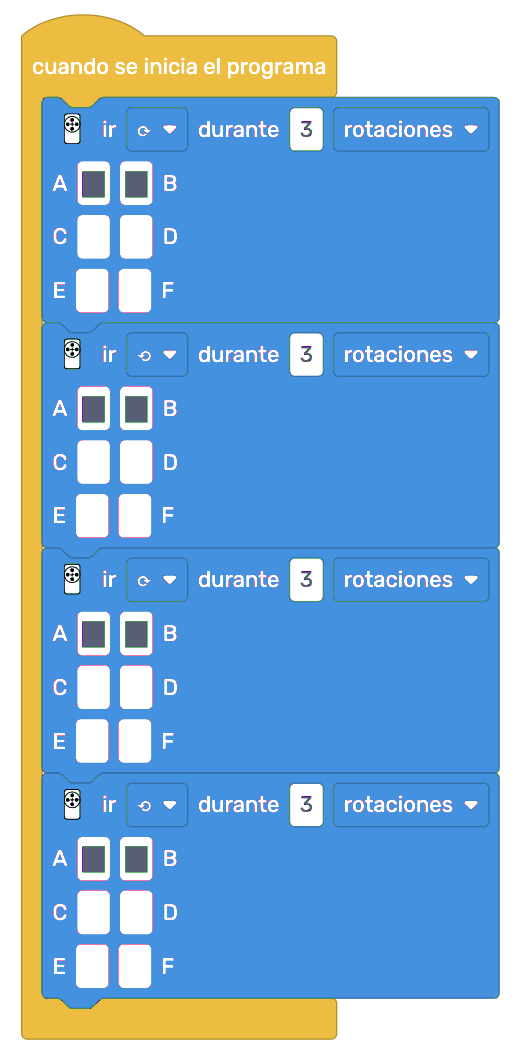 cuando se inicia el programa
ir durante 3 rotaciones
A B
C D
E F
ir durante 3 rotaciones
A B
C D
E F
ir durante 3 rotaciones
A B
C D
E F
ir durante 3 rotaciones
A B
C D
E F